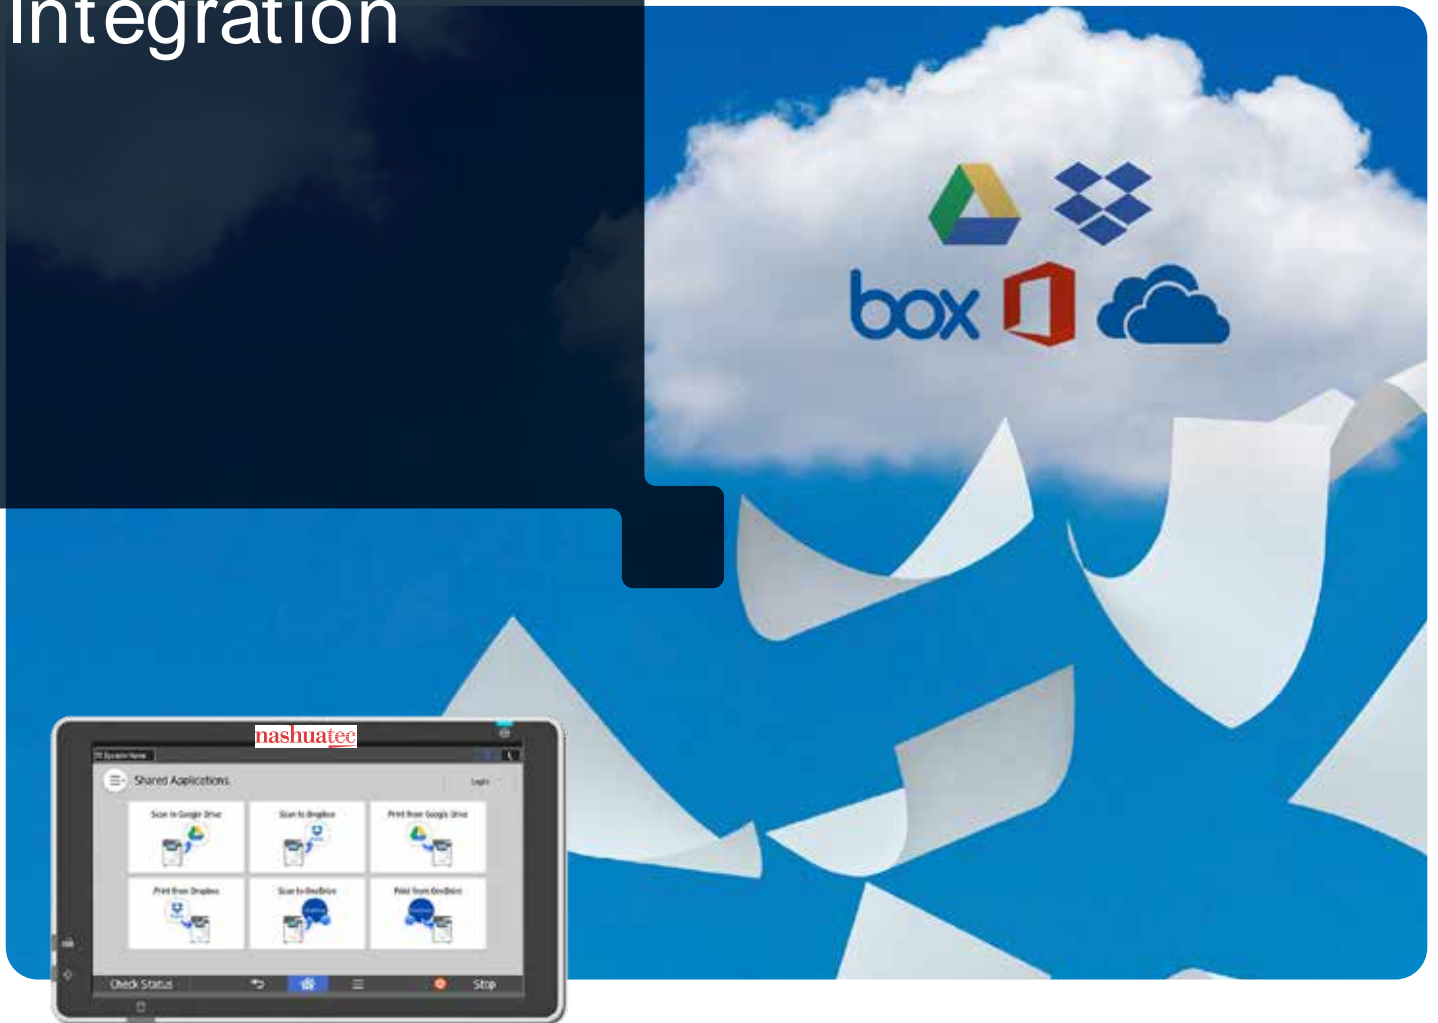 Integration
box
nashuatec
Shared Applications
Login
Scan to Google Drive
Scan to Dropbox
Print from Google Drive
Print from Dropbox
Scan to OneDrive
Print from OneDrive
Check Status
Stop